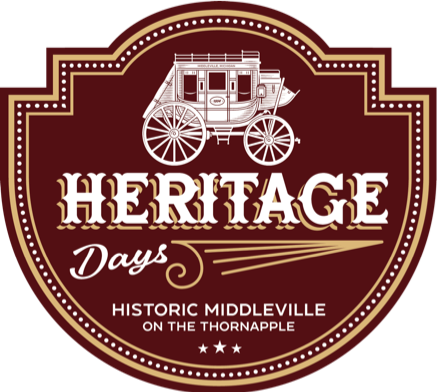 HERITAGE
Days
HISTORIC MIDDLEVILLE
ON THE THORNAPPLE